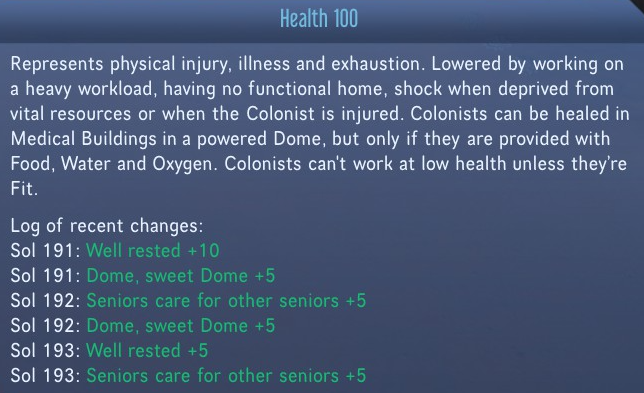 Health 100
Represents physical injury, illness and exhaustion. Lowered by working on
a heavy workload, having no functional home, shock when deprived from
vital resources or when the Colonist is injured. Colonists can be healed in
Medical Buildings in a powered Dome, but only if they are provided with
Food, Water and Oxygen. Colonists can't work at low health unless they're
Fit.
Log of recent changes:
Sol 191: Well rested +10
Sol 191: Dome, sweet Dome +5
Sol 192: Seniors care for other seniors +5
Sol 192: Dome, sweet Dome +5
Sol 193: Well rested +5
Sol 193: Seniors care for other seniors +5